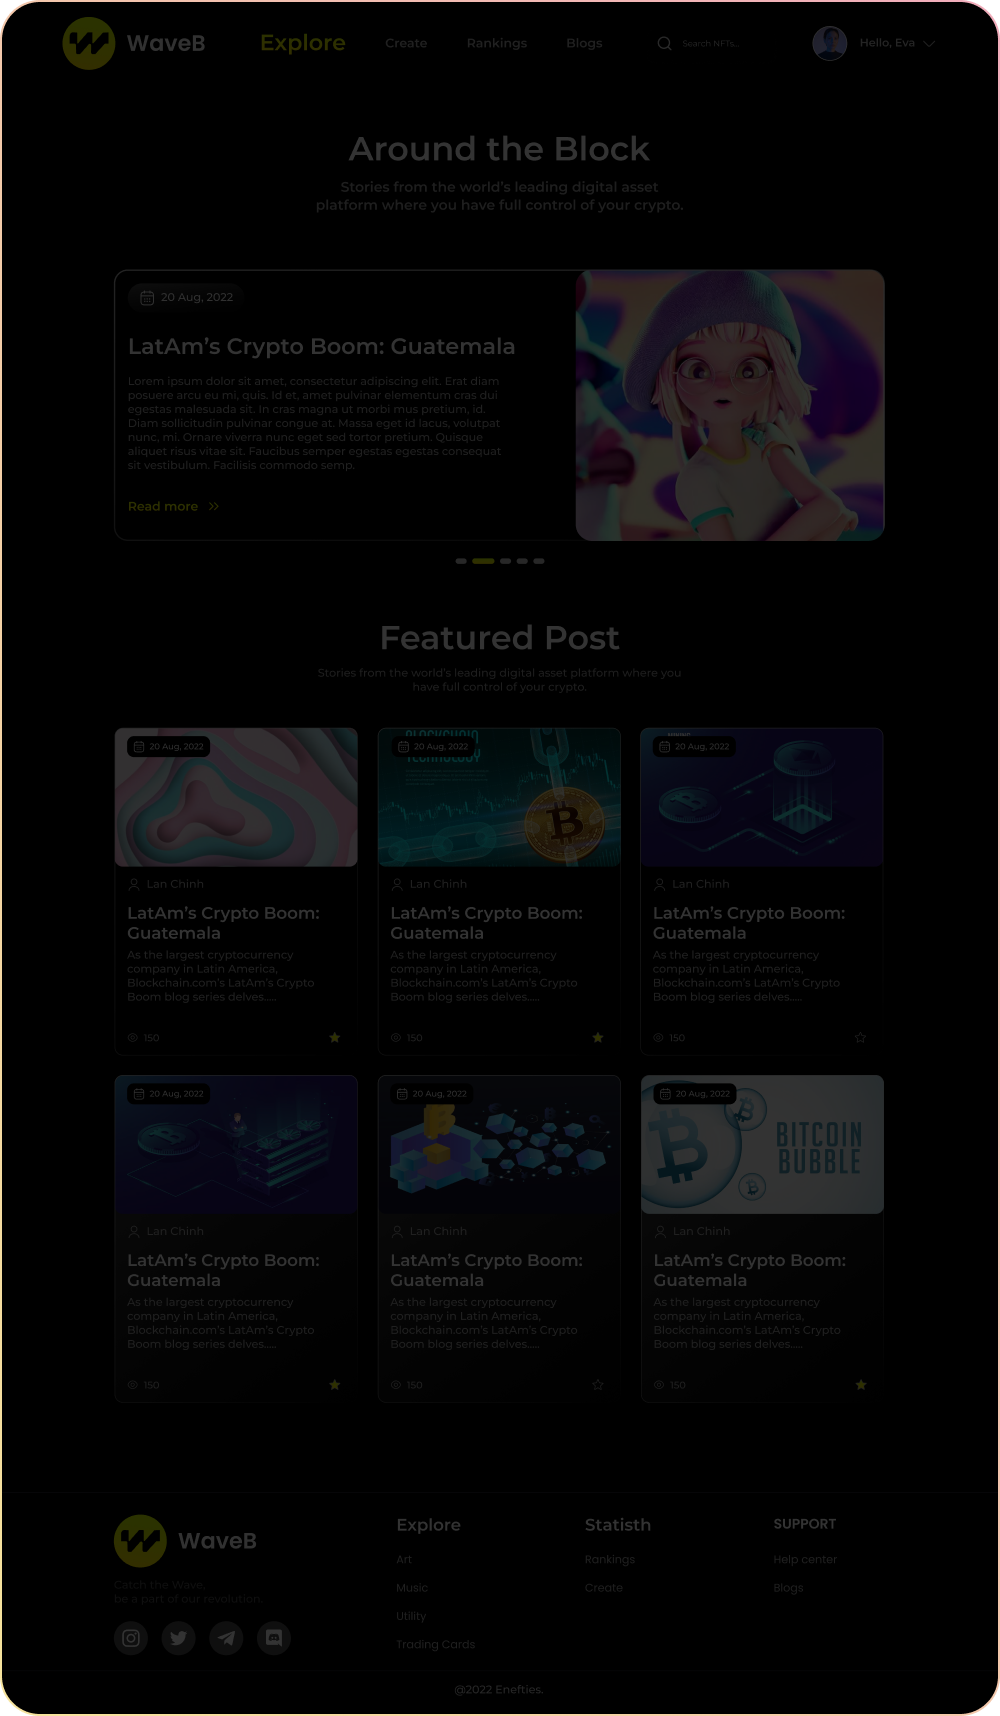 WaveB
Explore
Create
Rankings
Blogs
Search NFTs...
Hello, Eva
Around the Block
Stories from the world's leading digital asset
platform where you have full control of your crypto.
20 Aug, 2022
LatAm's Crypto Boom: Guatemala
Lorem ipsum dolor sit amet, consectetur adipiscing elit. Erat diam
posuere arcu eu mi, quis. Id et, amet pulvinar elementum cras dui
egestas malesuada sit. In cras magna ut morbi mus pretium, id.
Diam sollicitudin pulvinar congue at. Massa eget id lacus, volutpat
nunc, mi. Ornare viverra nunc eget sed tortor pretium. Quisque
aliquet risus vitae sit. Faucibus semper egestas egestas consequat
sit vestibulum. Facilisis commodo semp.
Read more
Featured Post
Stories from the world's leading digital asset platform where you
have full control of your crypto.
20 Aug, 2022
Lan Chinh
LatAm's Crypto Boom:
Guatemala
As the largest cryptocurrency
company in Latin America,
Blockchain.com's LatAm's Crypto
Boom blog series delves.....
150
BLOCKCHAIN
20 Aug, 2022
TECHNOLOGY
Lan Chinh
LatAm's Crypto Boom:
Guatemala
As the largest cryptocurrency
company in Latin America,
Blockchain.com's LatAm's Crypto
Boom blog series delves.....
150
20 Aug, 2022
Lan Chinh
LatAm's Crypto Boom:
Guatemala
As the largest cryptocurrency
company in Latin America,
Blockchain.com's LatAm's Crypto
Boom blog series delves.....
150
20 Aug, 2022
Lan Chinh
LatAm's Crypto Boom:
Guatemala
As the largest cryptocurrency
company in Latin America,
Blockchain.com's LatAm's Crypto
Boom blog series delves.....
150
20 Aug, 2022
Lan Chinh
LatAm's Crypto Boom:
Guatemala
As the largest cryptocurrency
company in Latin America,
Blockchain.com's LatAm's Crypto
Boom blog series delves.....
150
20 Aug, 2022
BITCOIN
BUBBLE
Lan Chinh
LatAm's Crypto Boom:
Guatemala
As the largest cryptocurrency
company in Latin America,
Blockchain.com's LatAm's Crypto
Boom blog series delves.....
150
WaveB
Catch the Wave,
be a part of our revolution.
Explore
Art
Music
Utility
Trading Cards
Statisth
Rankings
Create
SUPPORT
Help center
Blogs
@2022 Enefties.